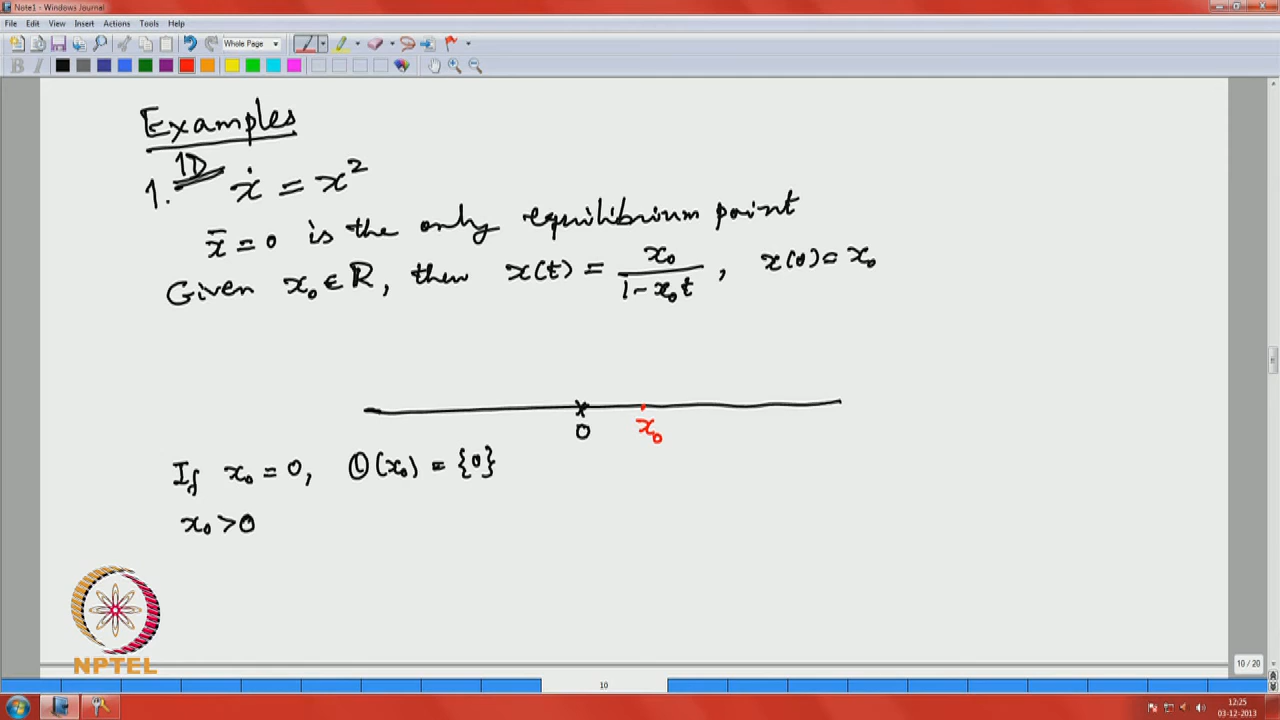 Note1 - Windows Journal
File Edit View Insert Actions Tools Help
Whole Page
B I
Examples
1. 1D ẋ = x²
x̄ = 0 is the only equilibrium point
Given x₀ ∈ ℝ, then x(t) = x₀ / (1 - x₀t), x(0) = x₀
0 x₀
If x₀ = 0, O(x₀) = {0}
x₀ > 0
NPTEL
10 / 20
10
12:25
03-12-2013